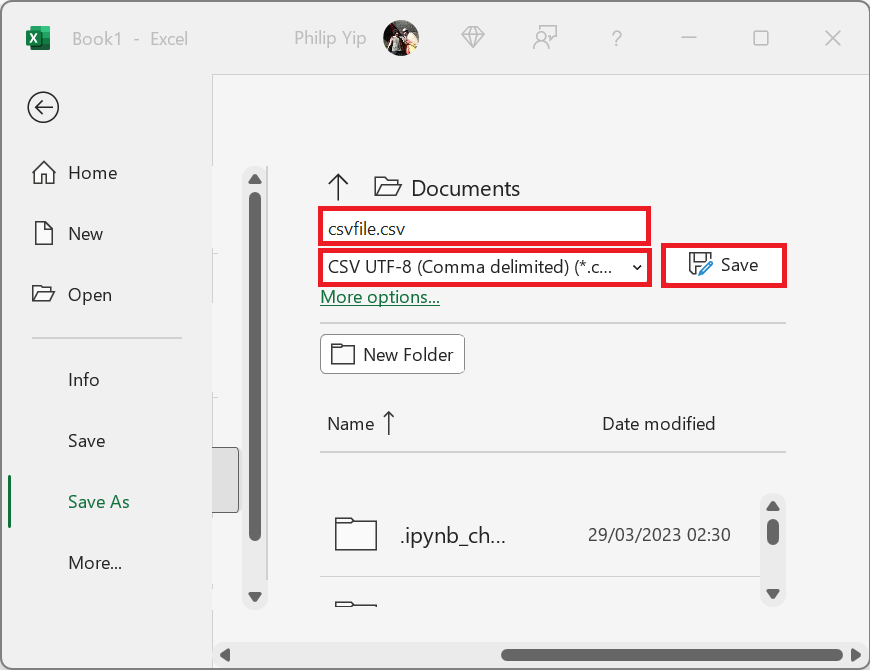 Book1 - Excel
Philip Yip
?
Home
New
Open
Info
Save
Save As
More...
Documents
csvfile.csv
CSV UTF-8 (Comma delimited) (*.c...
Save
More options...
New Folder
Name
Date modified
.ipynb_ch...
29/03/2023 02:30